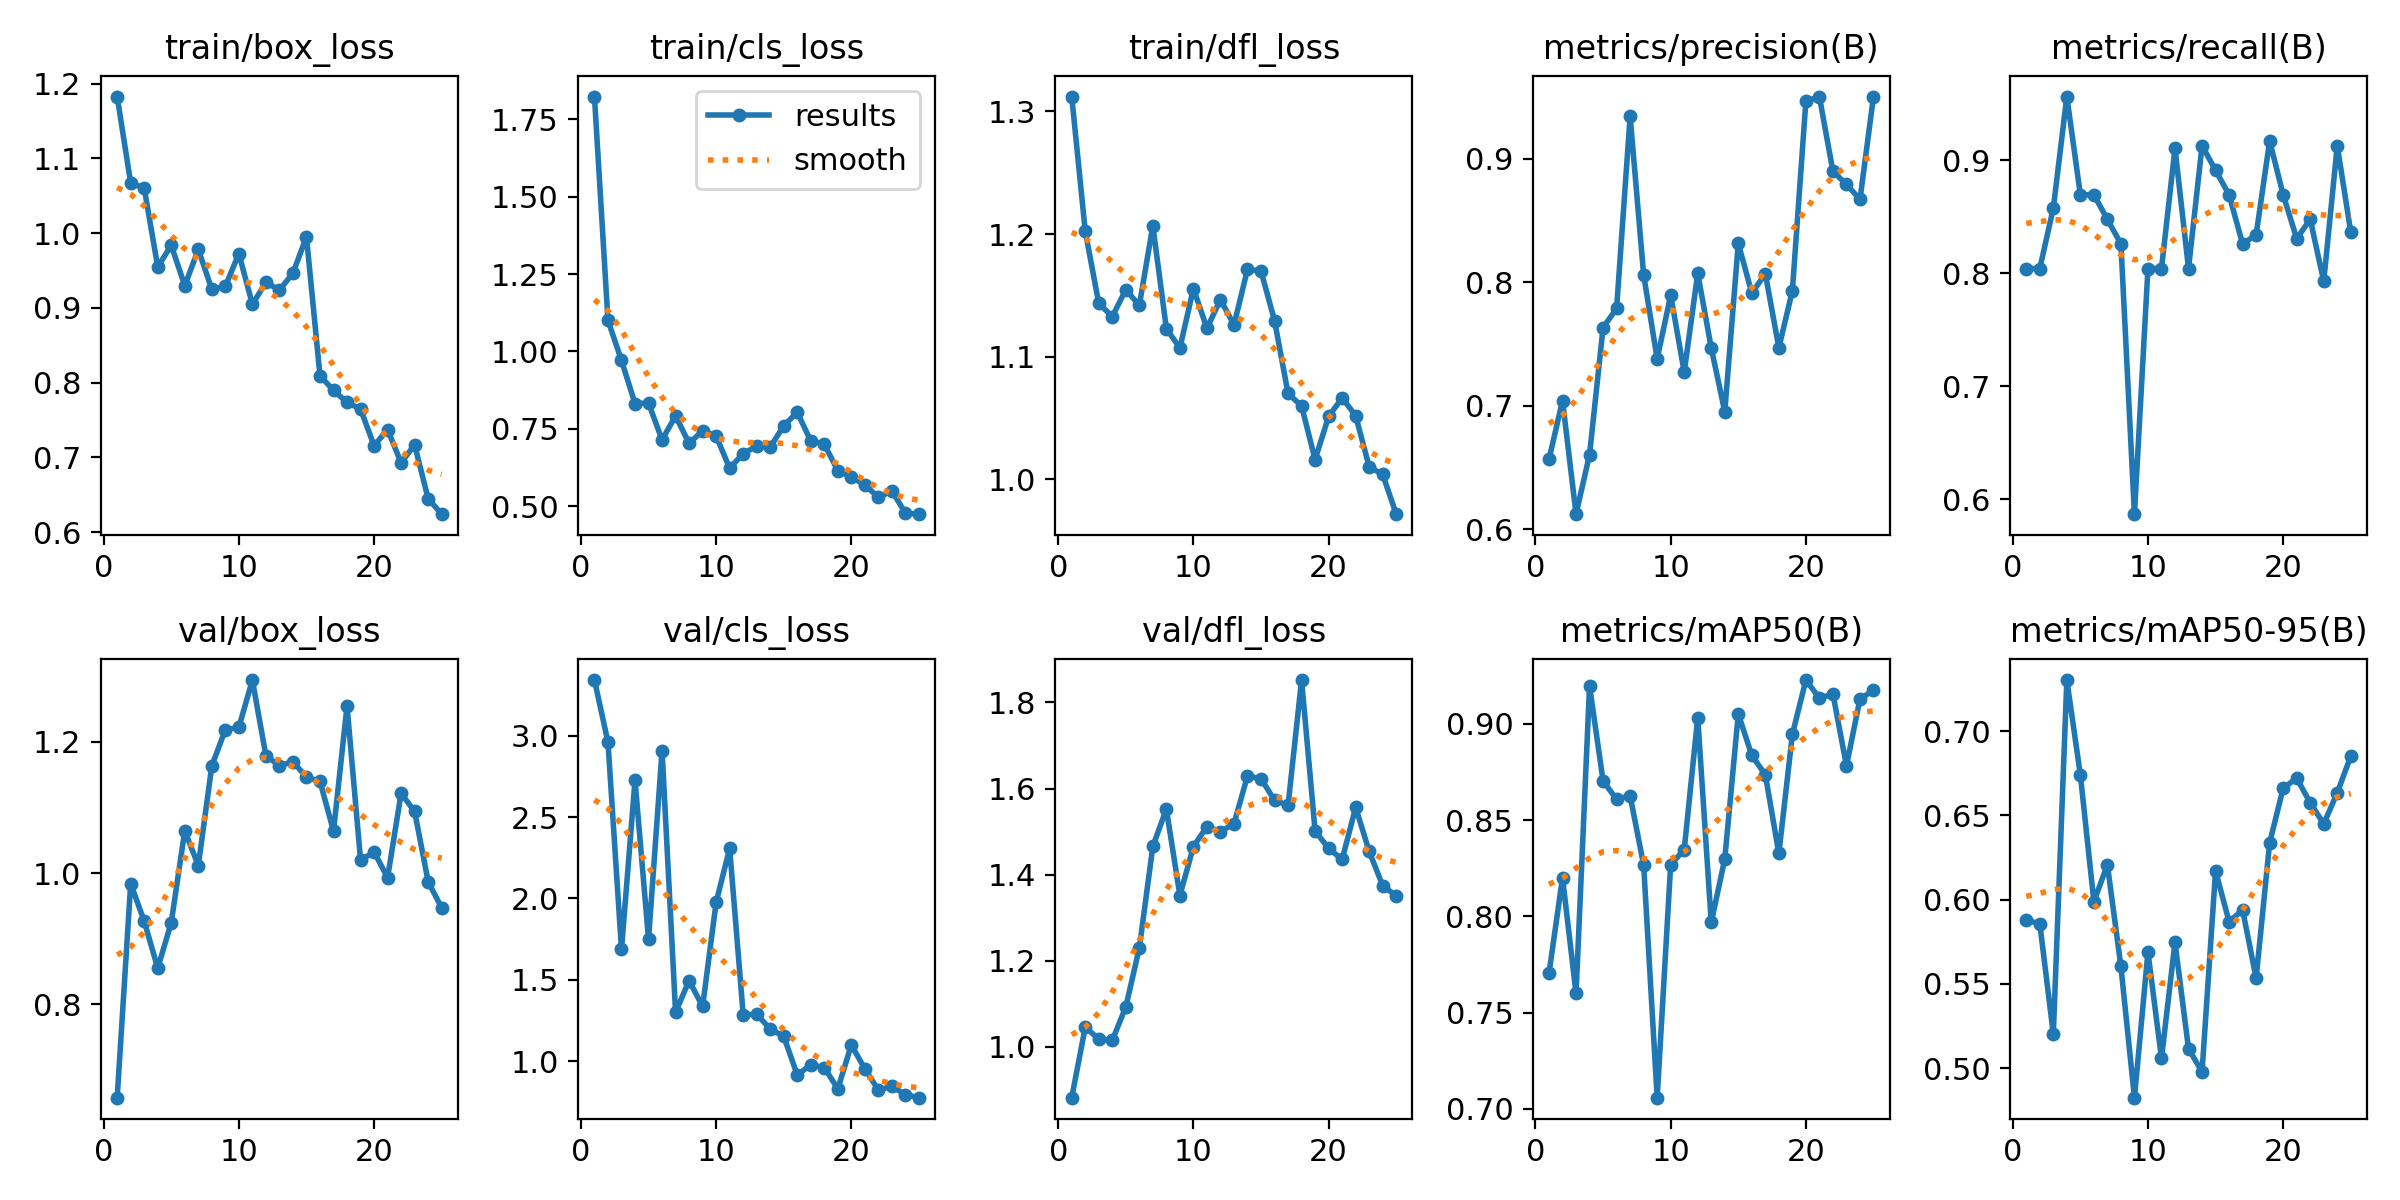 train/box_loss
train/cls_loss
train/dfl_loss
metrics/precision(B)
metrics/recall(B)
1.2
1.1
1.0
0.9
0.8
0.7
0.6
0 10 20
1.75
1.50
1.25
1.00
0.75
0.50
0 10 20
results
smooth
1.3
1.2
1.1
1.0
0 10 20
0.9
0.8
0.7
0.6
0 10 20
0.9
0.8
0.7
0.6
0 10 20
val/box_loss
val/cls_loss
val/dfl_loss
metrics/mAP50(B)
metrics/mAP50-95(B)
1.2
1.0
0.8
0 10 20
3.0
2.5
2.0
1.5
1.0
0 10 20
1.8
1.6
1.4
1.2
1.0
0 10 20
0.90
0.85
0.80
0.75
0.70
0 10 20
0.70
0.65
0.60
0.55
0.50
0 10 20